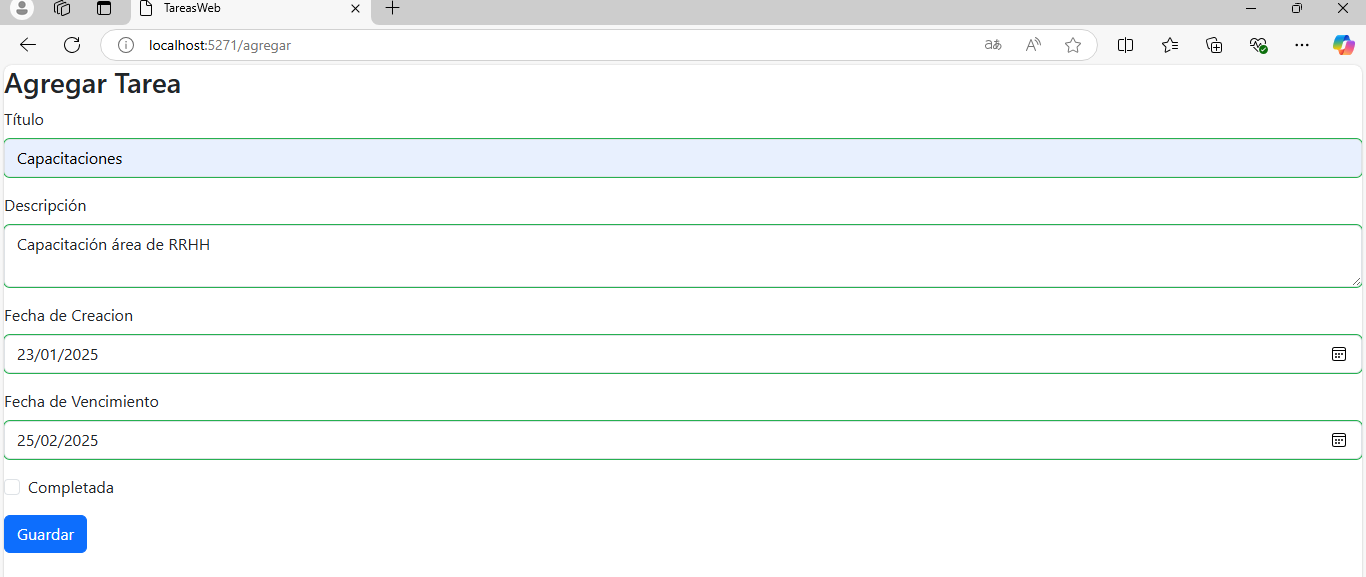 TareasWeb
localhost:5271/agregar
Agregar Tarea
Título
Capacitaciones
Descripción
Capacitación área de RRHH
Fecha de Creacion
23/01/2025
Fecha de Vencimiento
25/02/2025
Completada
Guardar